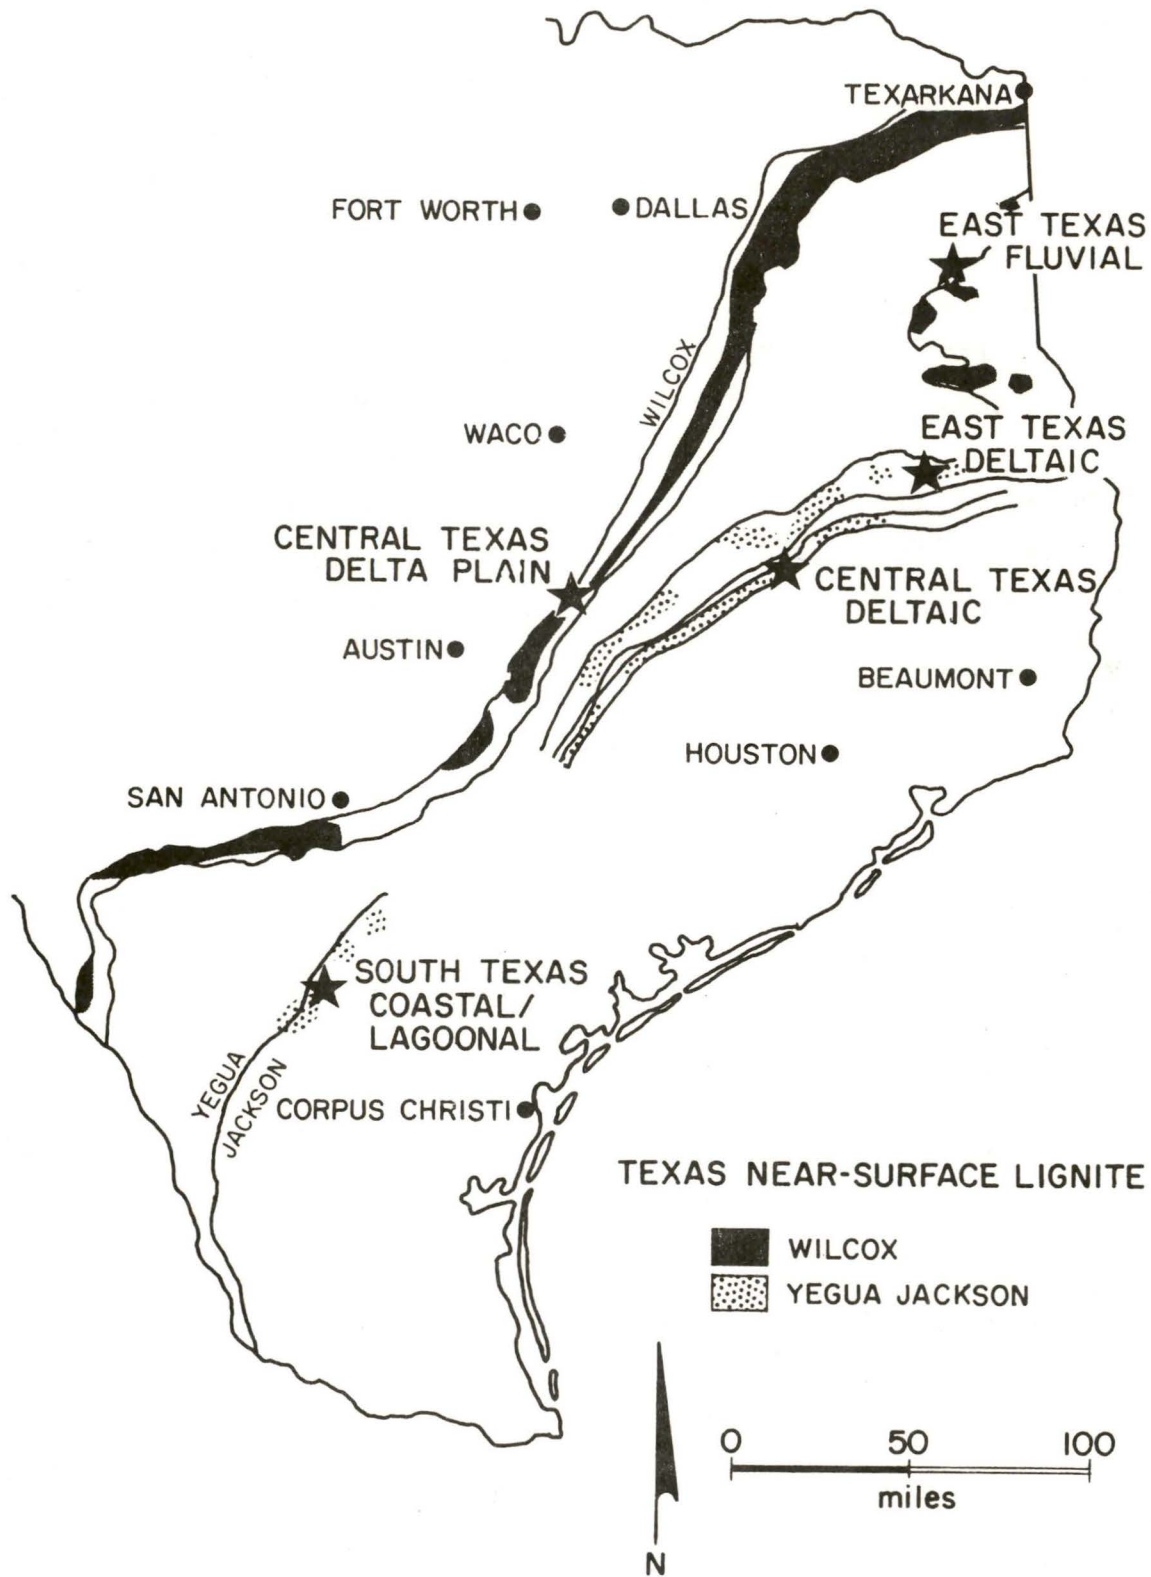 TEXARKANA
FORT WORTH
DALLAS
EAST TEXAS
FLUVIAL
WILCOX
WACO
EAST TEXAS
DELTAIC
CENTRAL TEXAS
DELTA PLAIN
CENTRAL TEXAS
DELTAIC
AUSTIN
BEAUMONT
HOUSTON
SAN ANTONIO
SOUTH TEXAS
COASTAL/
LAGOONAL
YEGUA
JACKSON
CORPUS CHRISTI
TEXAS NEAR-SURFACE LIGNITE
WILCOX
YEGUA JACKSON
0 50 100
miles
N